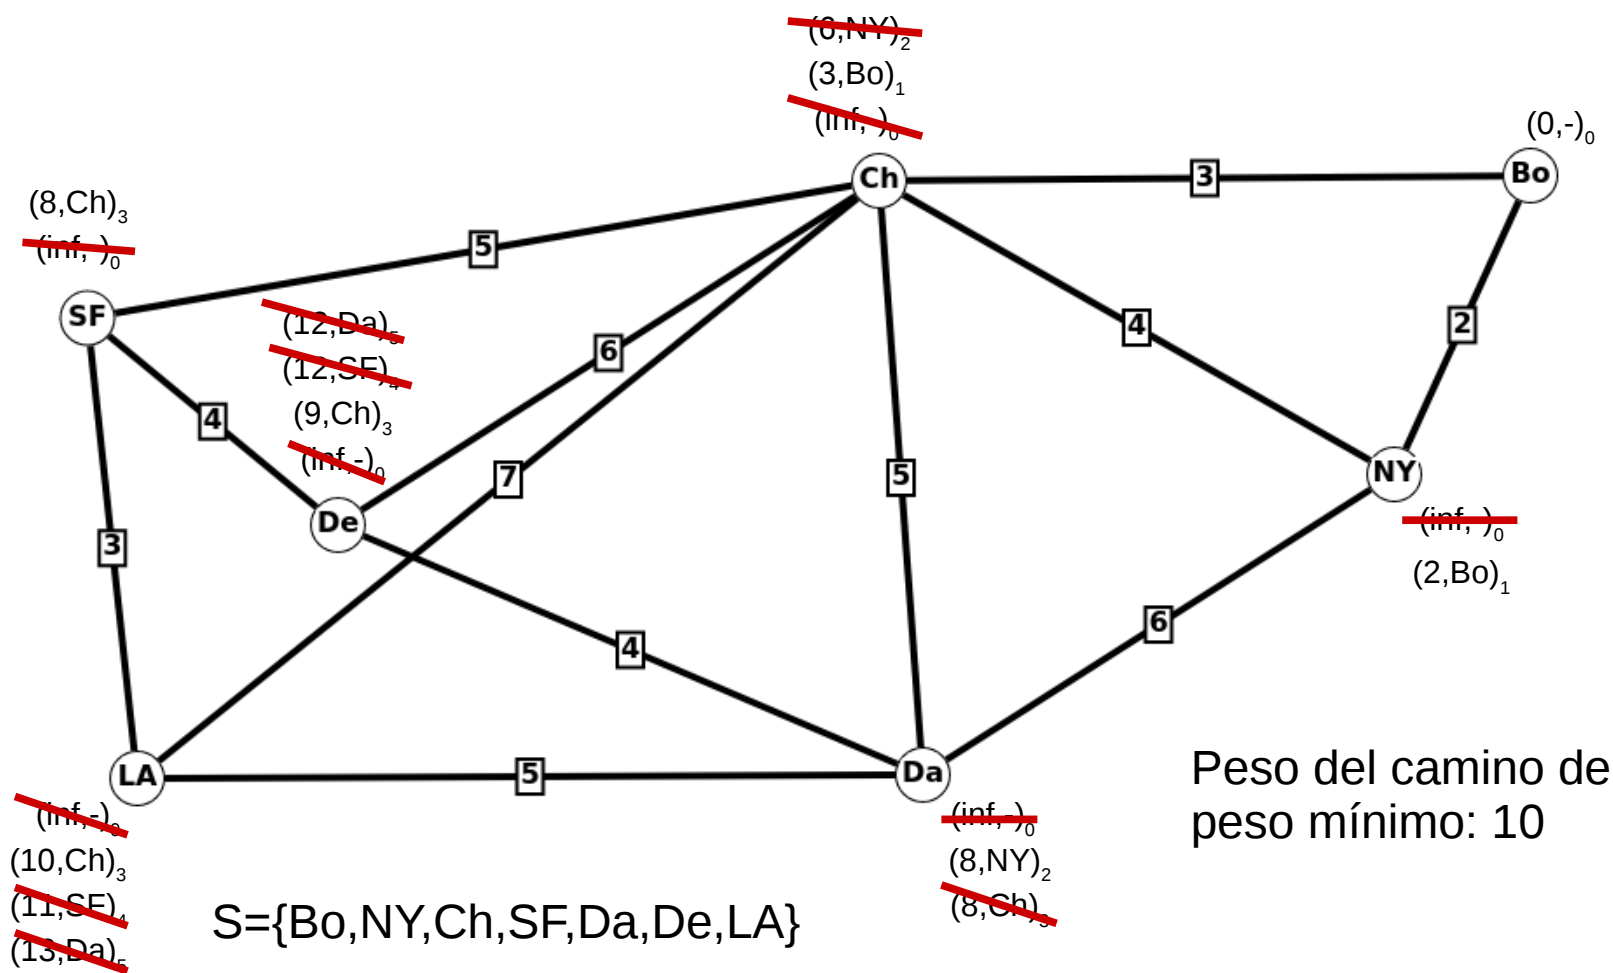 (6,NY)2
(3,Bo)1
(inf,-)0
(0,-)0
Ch
3
Bo
(8,Ch)3
(inf,-)0
5
SF
(12,Da)5
(12,SF)4
(9,Ch)3
(inf,-)0
6
4
2
4
7
5
NY
De
(inf,-)0
3
(2,Bo)1
4
6
LA
5
Da
Peso del camino de
peso mínimo: 10
(inf,-)0
(10,Ch)3
(11,SF)4
(13,Da)5
(inf,-)0
(8,NY)2
(8,Ch)3
S={Bo,NY,Ch,SF,Da,De,LA}